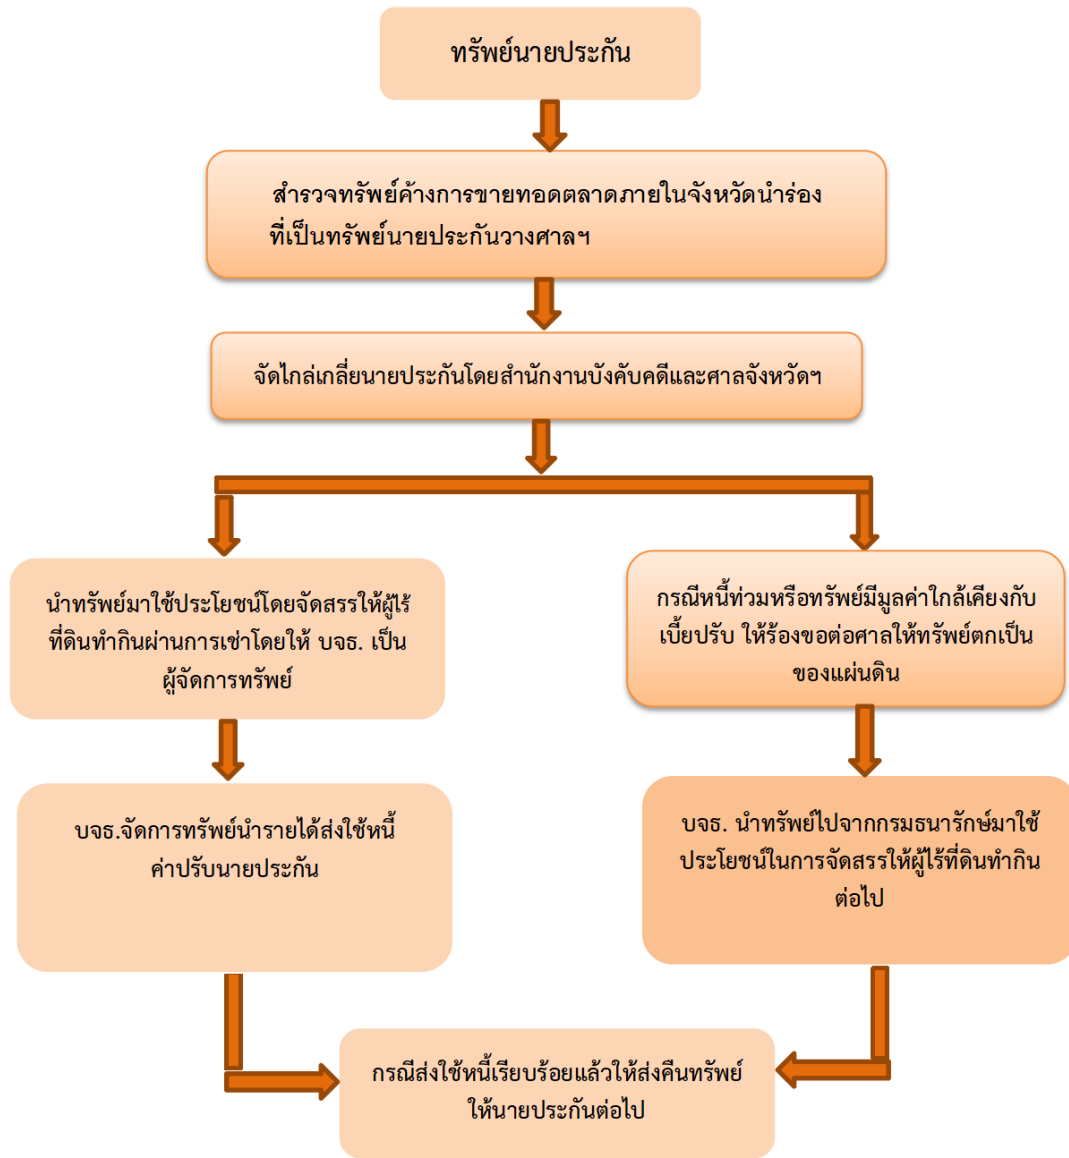 ทรัพย์นายประกัน
สำรวจทรัพย์ค้างการขายทอดตลาดภายในจังหวัดนำร่อง
ที่เป็นทรัพย์นายประกันวางศาลฯ
จัดไกล่เกลี่ยนายประกันโดยสำนักงานบังคับคดีและศาลจังหวัดฯ
นำทรัพย์มาใช้ประโยชน์โดยจัดสรรให้ผู้ไร้
ที่ดินทำกินผ่านการเช่าโดยให้ บจธ. เป็น
ผู้จัดการทรัพย์
กรณีหนี้ท่วมหรือทรัพย์มีมูลค่าใกล้เคียงกับ
เบี้ยปรับ ให้ร้องขอต่อศาลให้ทรัพย์ตกเป็น
ของแผ่นดิน
บจธ.จัดการทรัพย์นำรายได้ส่งใช้หนี้
ค่าปรับนายประกัน
บจธ. นำทรัพย์ไปจากกรมธนารักษ์มาใช้
ประโยชน์ในการจัดสรรให้ผู้ไร้ที่ดินทำกิน
ต่อไป
กรณีส่งใช้หนี้เรียบร้อยแล้วให้ส่งคืนทรัพย์
ให้นายประกันต่อไป